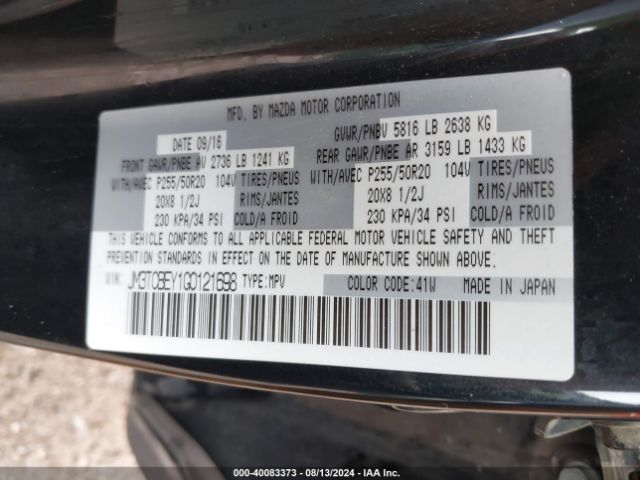 MFD. BY MAZDA MOTOR CORPORATION
DATE 09/16 GVWR/PNBV 5816 LB 2638 KG
FRONT GAWR/PNBE AV 2736 LB 1241 KG REAR GAWR/PNBE AR 3159 LB 1433 KG
WITH/AVEC P255/50R20 104V TIRES/PNEUS WITH/AVEC P255/50R20 104V TIRES/PNEUS
20X8 1/2J RIMS/JANTES 20X8 1/2J RIMS/JANTES
230 KPA/34 PSI COLD/A FROID 230 KPA/34 PSI COLD/A FROID
THIS VEHICLE CONFORMS TO ALL APPLICABLE FEDERAL MOTOR VEHICLE SAFETY AND THEFT
PREVENTION STANDARDS IN EFFECT ON THE DATE OF MANUFACTURE SHOWN ABOVE.
VIN: JM3TCBEY1G0121698 TYPE:MPV COLOR CODE:41W MADE IN JAPAN
000-40083373 - 08/13/2024 - IAA Inc.